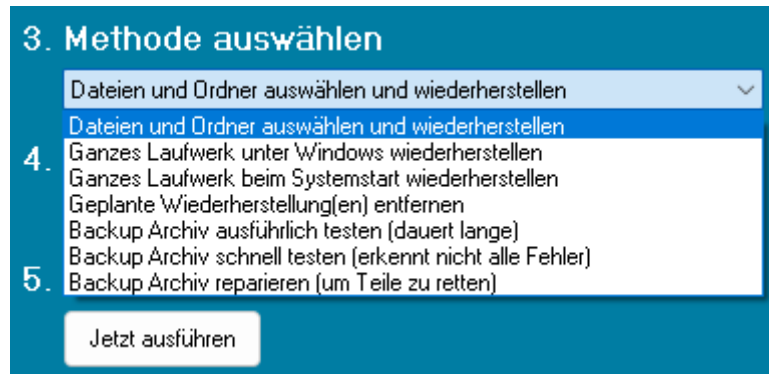 3. Methode auswählen
Dateien und Ordner auswählen und wiederherstellen
Dateien und Ordner auswählen und wiederherstellen
4.
Ganzes Laufwerk unter Windows wiederherstellen
Ganzes Laufwerk beim Systemstart wiederherstellen
Geplante Wiederherstellung(en) entfernen
Backup Archiv ausführlich testen (dauert lange)
Backup Archiv schnell testen (erkennt nicht alle Fehler)
5.
Backup Archiv reparieren (um Teile zu retten)
Jetzt ausführen